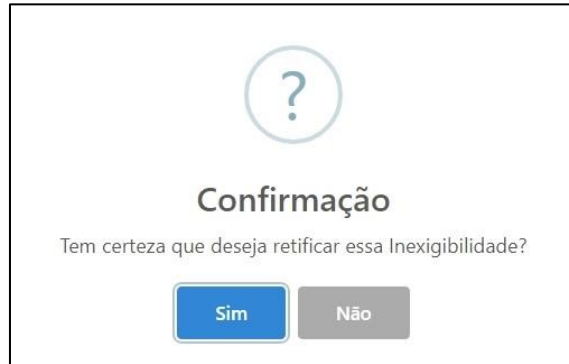 ?
Confirmação
Tem certeza que deseja retificar essa Inexigibilidade?
Sim Não